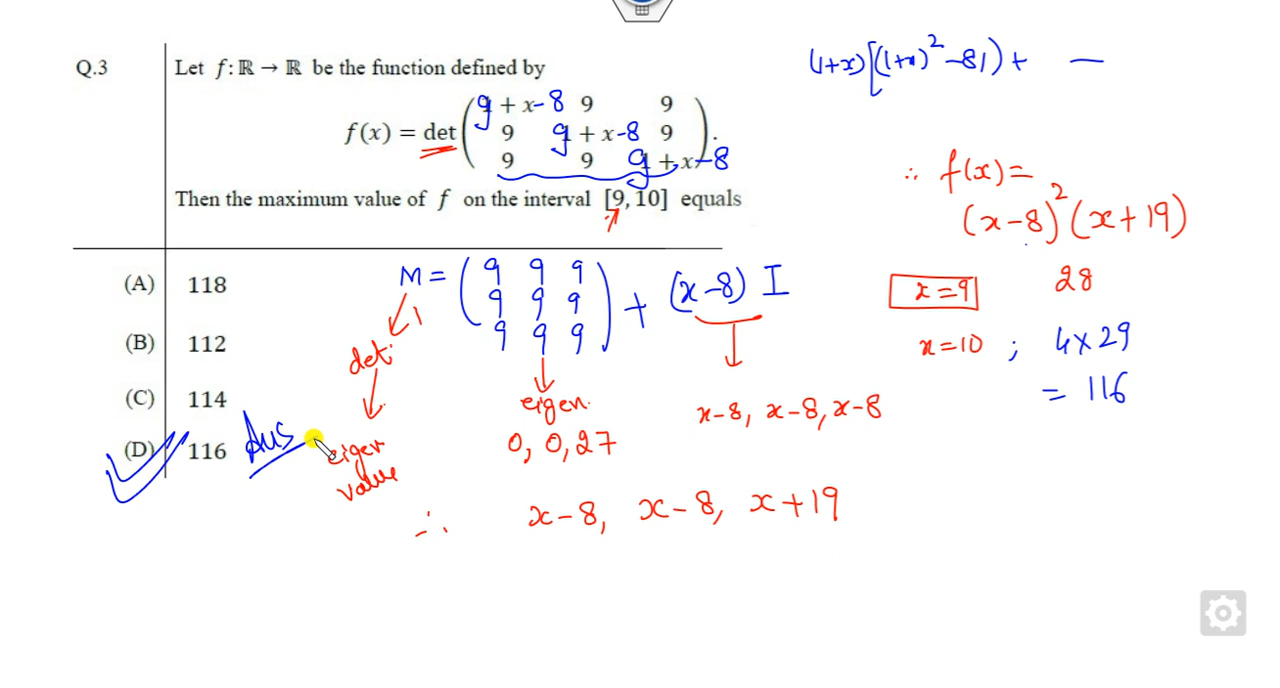 (1+x)[(1+x)²-81)+ —
Q.3 Let f: ℝ → ℝ be the function defined by
9 + x-8 9 9
f(x) = det 9 9 + x-8 9 .
9 9 9 + x-8
Then the maximum value of f on the interval [9, 10] equals
∴ f(x)=
(x-8)²(x+19)
(A) 118
M = ( 9 9 9
9 9 9
9 9 9 ) + (x-8) I
x=9 28
(B) 112
det.
x=10 ; 4×29
= 116
(C) 114
eigen.
0, 0, 27
x-8, x-8, x-8
(D) 116 Aus
eigen
value
∴ x-8, x-8, x+19